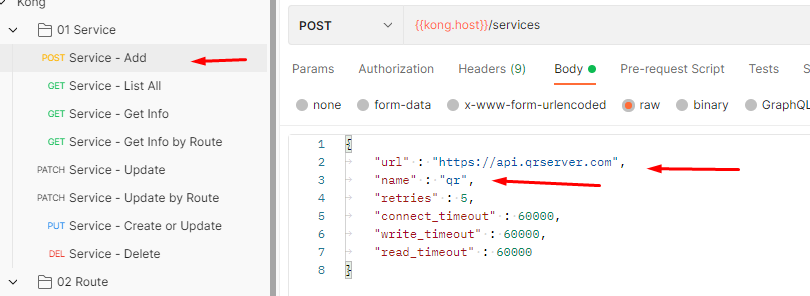 Kong
01 Service
POST Service - Add
GET Service - List All
GET Service - Get Info
GET Service - Get Info by Route
PATCH Service - Update
PATCH Service - Update by Route
PUT Service - Create or Update
DEL Service - Delete
02 Route
POST {{kong.host}}/services
Params Authorization Headers (9) Body Pre-request Script Tests S
none form-data x-www-form-urlencoded raw binary GraphQL
1 {
2 "url" : "https://api.qrserver.com",
3 "name" : "qr",
4 "retries" : 5,
5 "connect_timeout" : 60000,
6 "write_timeout" : 60000,
7 "read_timeout" : 60000
8 }